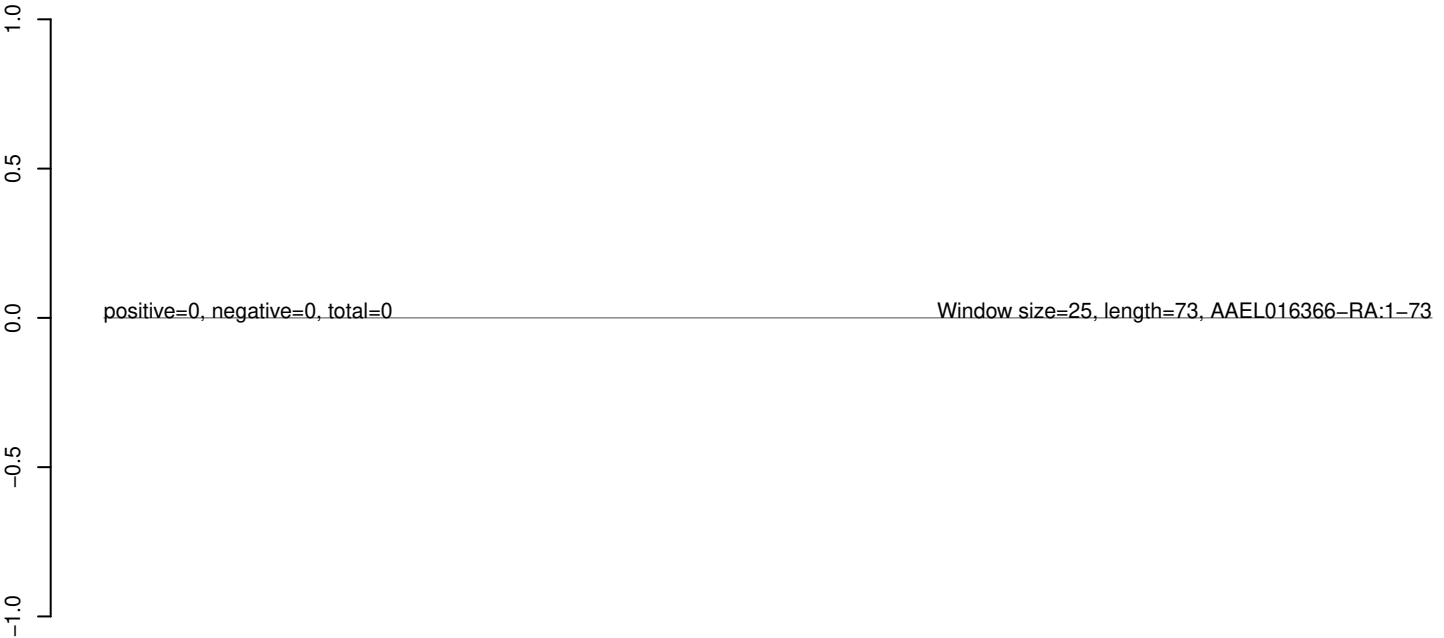 1.0
0.5
0.0
−0.5
−1.0
positive=0, negative=0, total=0
Window size=25, length=73, AAEL016366−RA:1−73